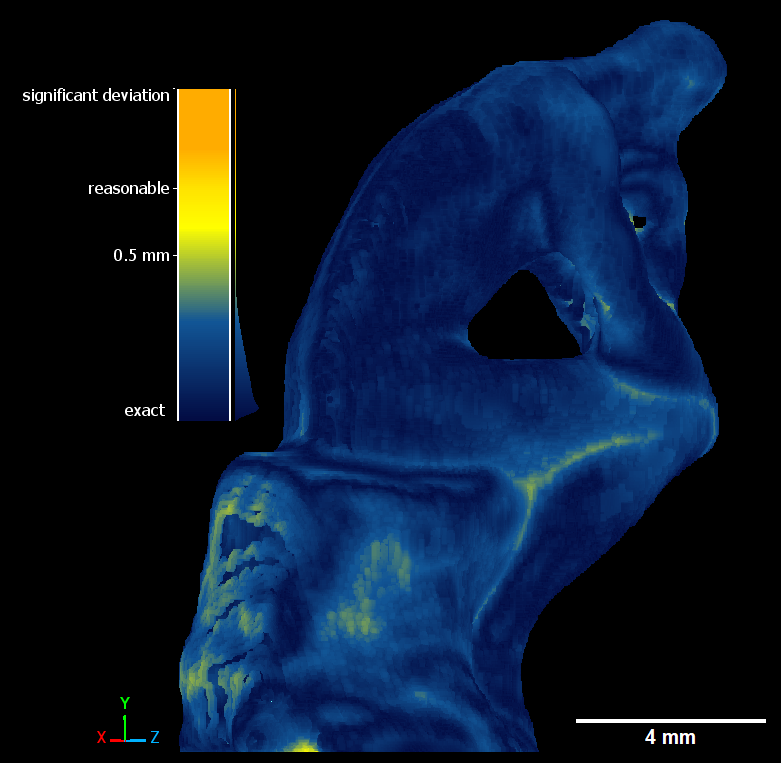 significant deviation
reasonable
0.5 mm
exact
Y
X
Z
4 mm